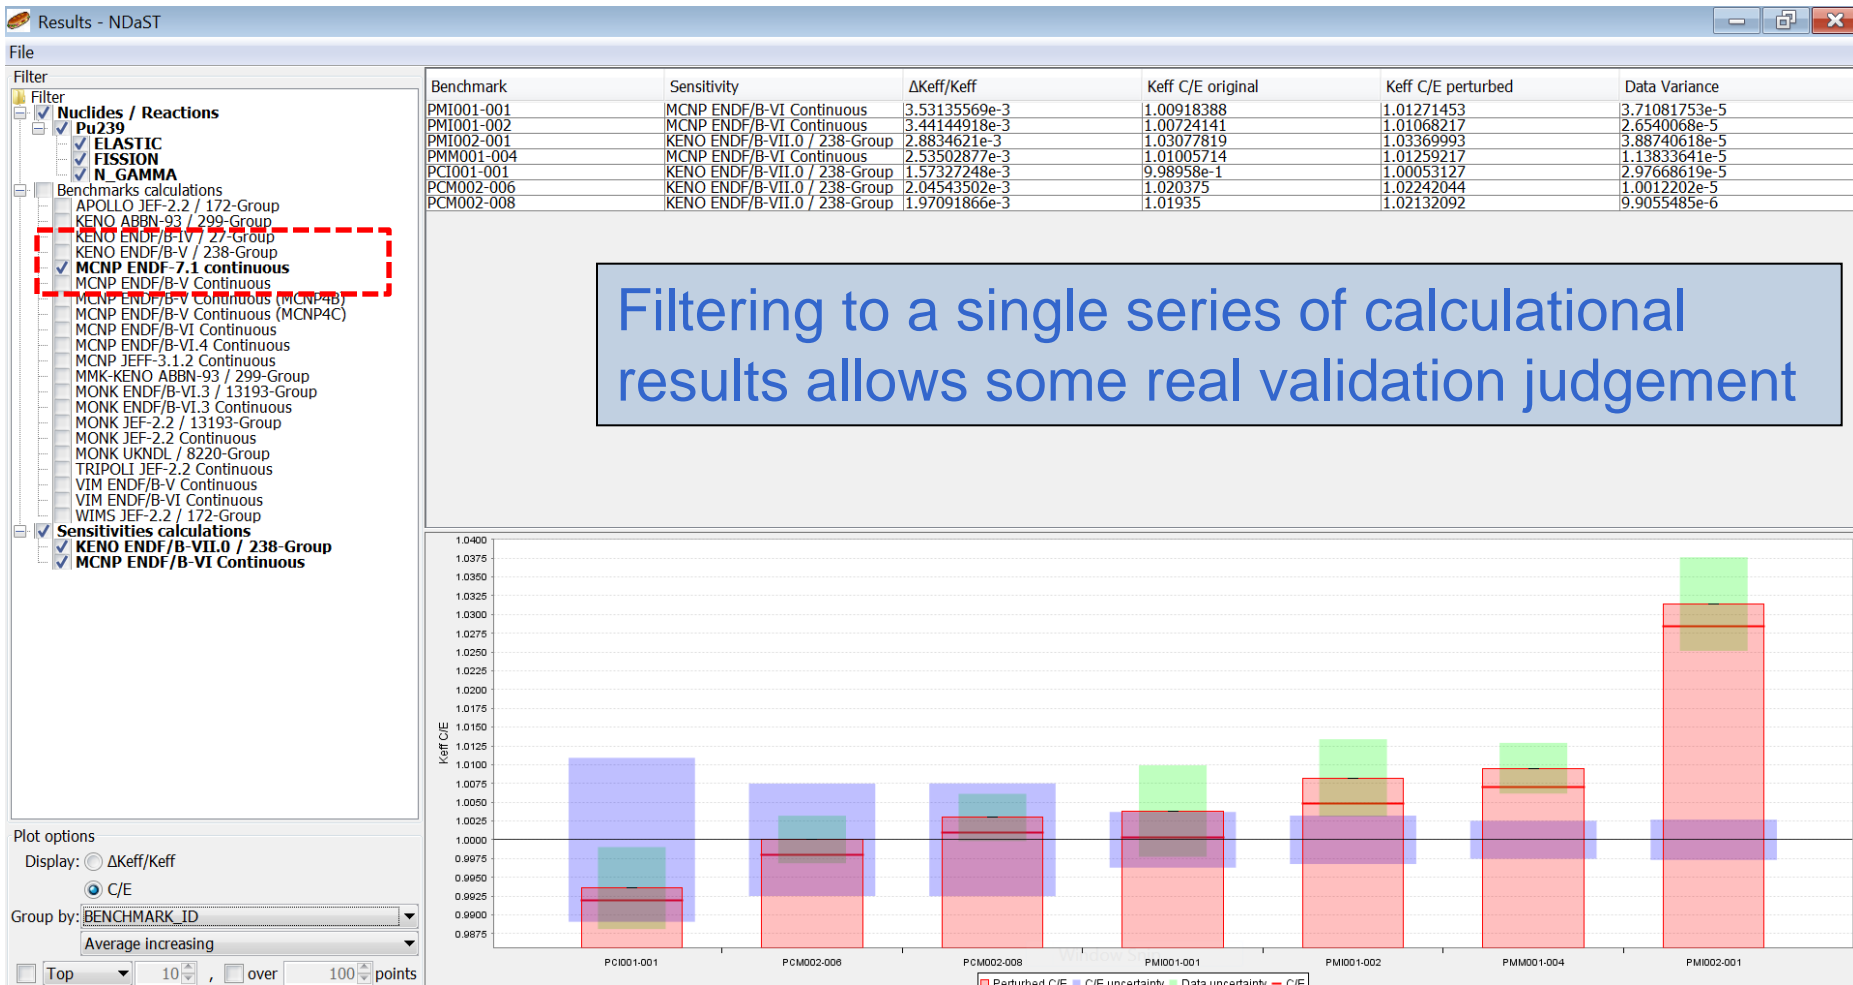 Results - NDaST
File
Filter
Filter
Nuclides / Reactions
Pu239
ELASTIC
FISSION
N_GAMMA
Benchmarks calculations
APOLLO JEF-2.2 / 172-Group
KENO ABBN-93 / 299-Group
KENO ENDF/B-IV / 27-Group
KENO ENDF/B-V / 238-Group
MCNP ENDF-7.1 continuous
MCNP ENDF/B-V Continuous
MCNP ENDF/B-V Continuous (MCNP4B)
MCNP ENDF/B-V Continuous (MCNP4C)
MCNP ENDF/B-VI Continuous
MCNP ENDF/B-VI.4 Continuous
MCNP JEFF-3.1.2 Continuous
MMK-KENO ABBN-93 / 299-Group
MONK ENDF/B-VI.3 / 13193-Group
MONK ENDF/B-VI.3 Continuous
MONK JEF-2.2 / 13193-Group
MONK JEF-2.2 Continuous
MONK UKNDL / 8220-Group
TRIPOLI JEF-2.2 Continuous
VIM ENDF/B-V Continuous
VIM ENDF/B-VI Continuous
WIMS JEF-2.2 / 172-Group
Sensitivities calculations
KENO ENDF/B-VII.0 / 238-Group
MCNP ENDF/B-VI Continuous
Plot options
Display: ΔKeff/Keff
C/E
Group by: BENCHMARK_ID
Average increasing
Top 10 , over 100 points
Benchmark Sensitivity ΔKeff/Keff Keff C/E original Keff C/E perturbed Data Variance
PMI001-001 MCNP ENDF/B-VI Continuous 3.53135569e-3 1.00918388 1.01271453 3.71081753e-5
PMI001-002 MCNP ENDF/B-VI Continuous 3.44144918e-3 1.00724141 1.01068217 2.6540068e-5
PMI002-001 KENO ENDF/B-VII.0 / 238-Group 2.8834621e-3 1.03077819 1.03369993 3.88740618e-5
PMM001-004 MCNP ENDF/B-VI Continuous 2.53502877e-3 1.01005714 1.01259217 1.13833641e-5
PCI001-001 KENO ENDF/B-VII.0 / 238-Group 1.57327248e-3 9.98958e-1 1.00053127 2.97668619e-5
PCM002-006 KENO ENDF/B-VII.0 / 238-Group 2.04543502e-3 1.020375 1.02242044 1.0012202e-5
PCM002-008 KENO ENDF/B-VII.0 / 238-Group 1.97091866e-3 1.01935 1.02132092 9.9055485e-6
Filtering to a single series of calculational
results allows some real validation judgement
Keff C/E
1.0400
1.0375
1.0350
1.0325
1.0300
1.0275
1.0250
1.0225
1.0200
1.0175
1.0150
1.0125
1.0100
1.0075
1.0050
1.0025
1.0000
0.9975
0.9950
0.9925
0.9900
0.9875
PCI001-001 PCM002-006 PCM002-008 PMI001-001 PMI001-002 PMM001-004 PMI002-001
Perturbed C/E C/E uncertainty Data uncertainty C/E